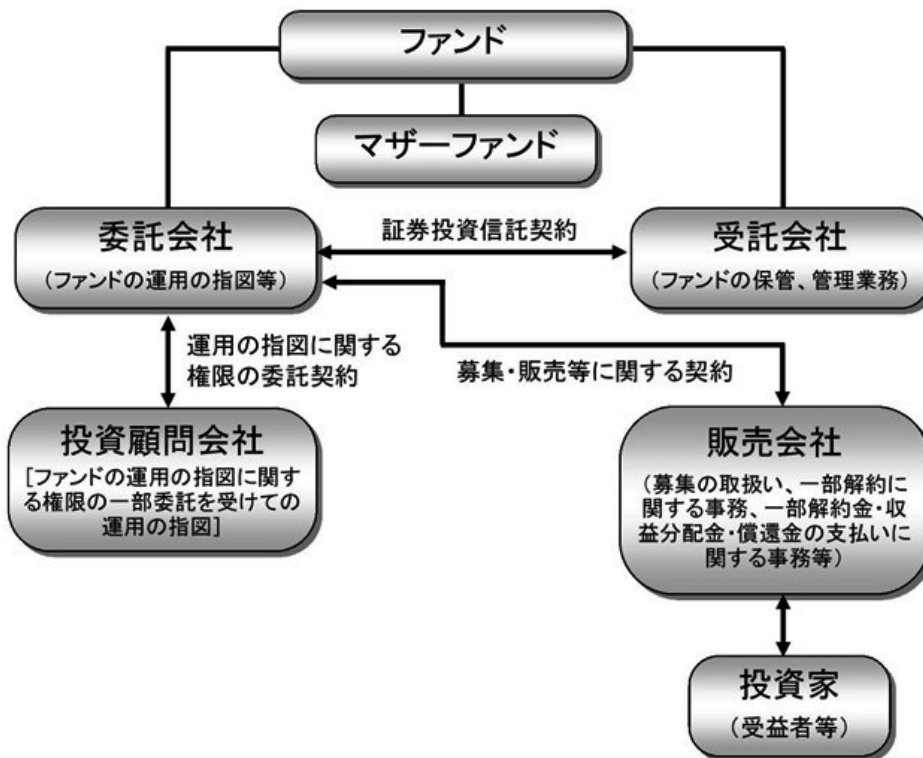 ファンド
マザーファンド
委託会社
（ファンドの運用の指図等）
証券投資信託契約
受託会社
（ファンドの保管、管理業務）
運用の指図に関する
権限の委託契約
募集・販売等に関する契約
投資顧問会社
[ファンドの運用の指図に関す
る権限の一部委託を受けての
運用の指図]
販売会社
（募集の取扱い、一部解約に
関する事務、一部解約金・収
益分配金・償還金の支払いに
関する事務等）
投資家
（受益者等）